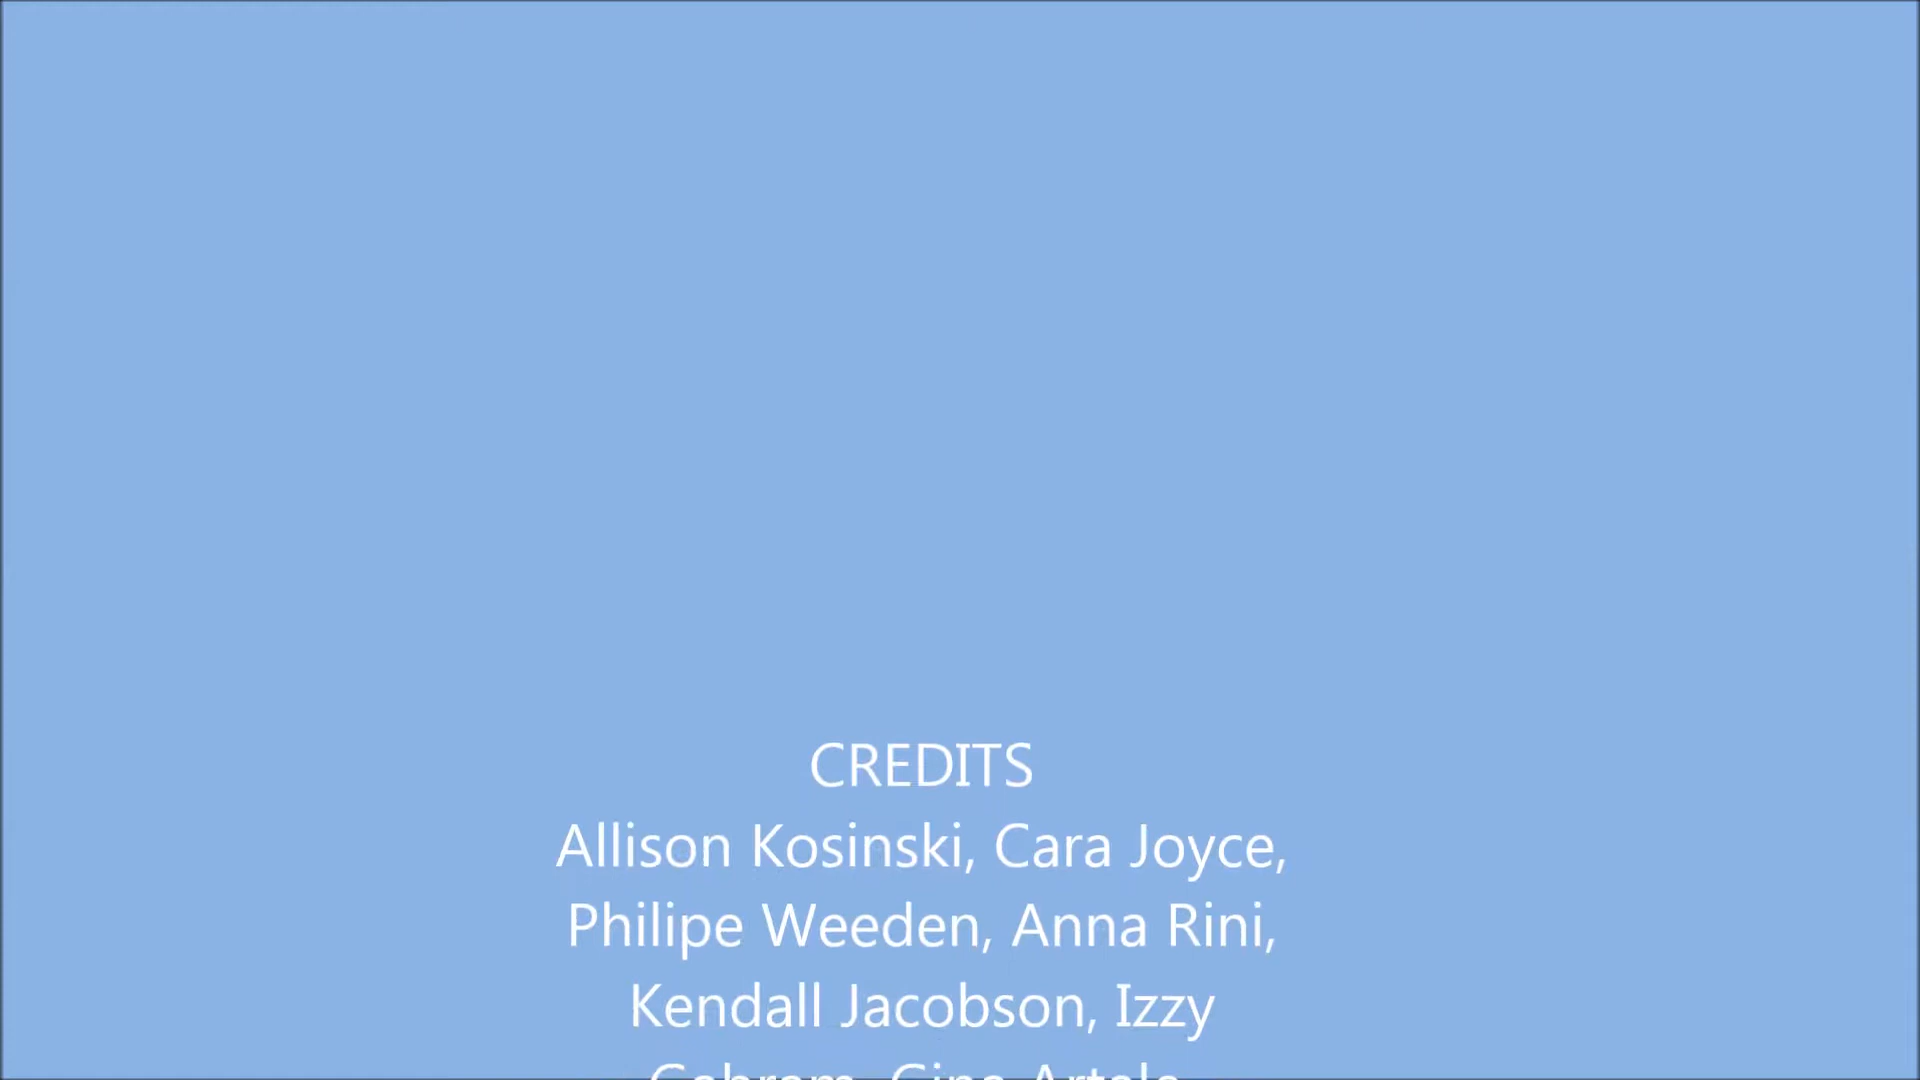 CREDITS
Allison Kosinski, Cara Joyce,
Philipe Weeden, Anna Rini,
Kendall Jacobson, Izzy